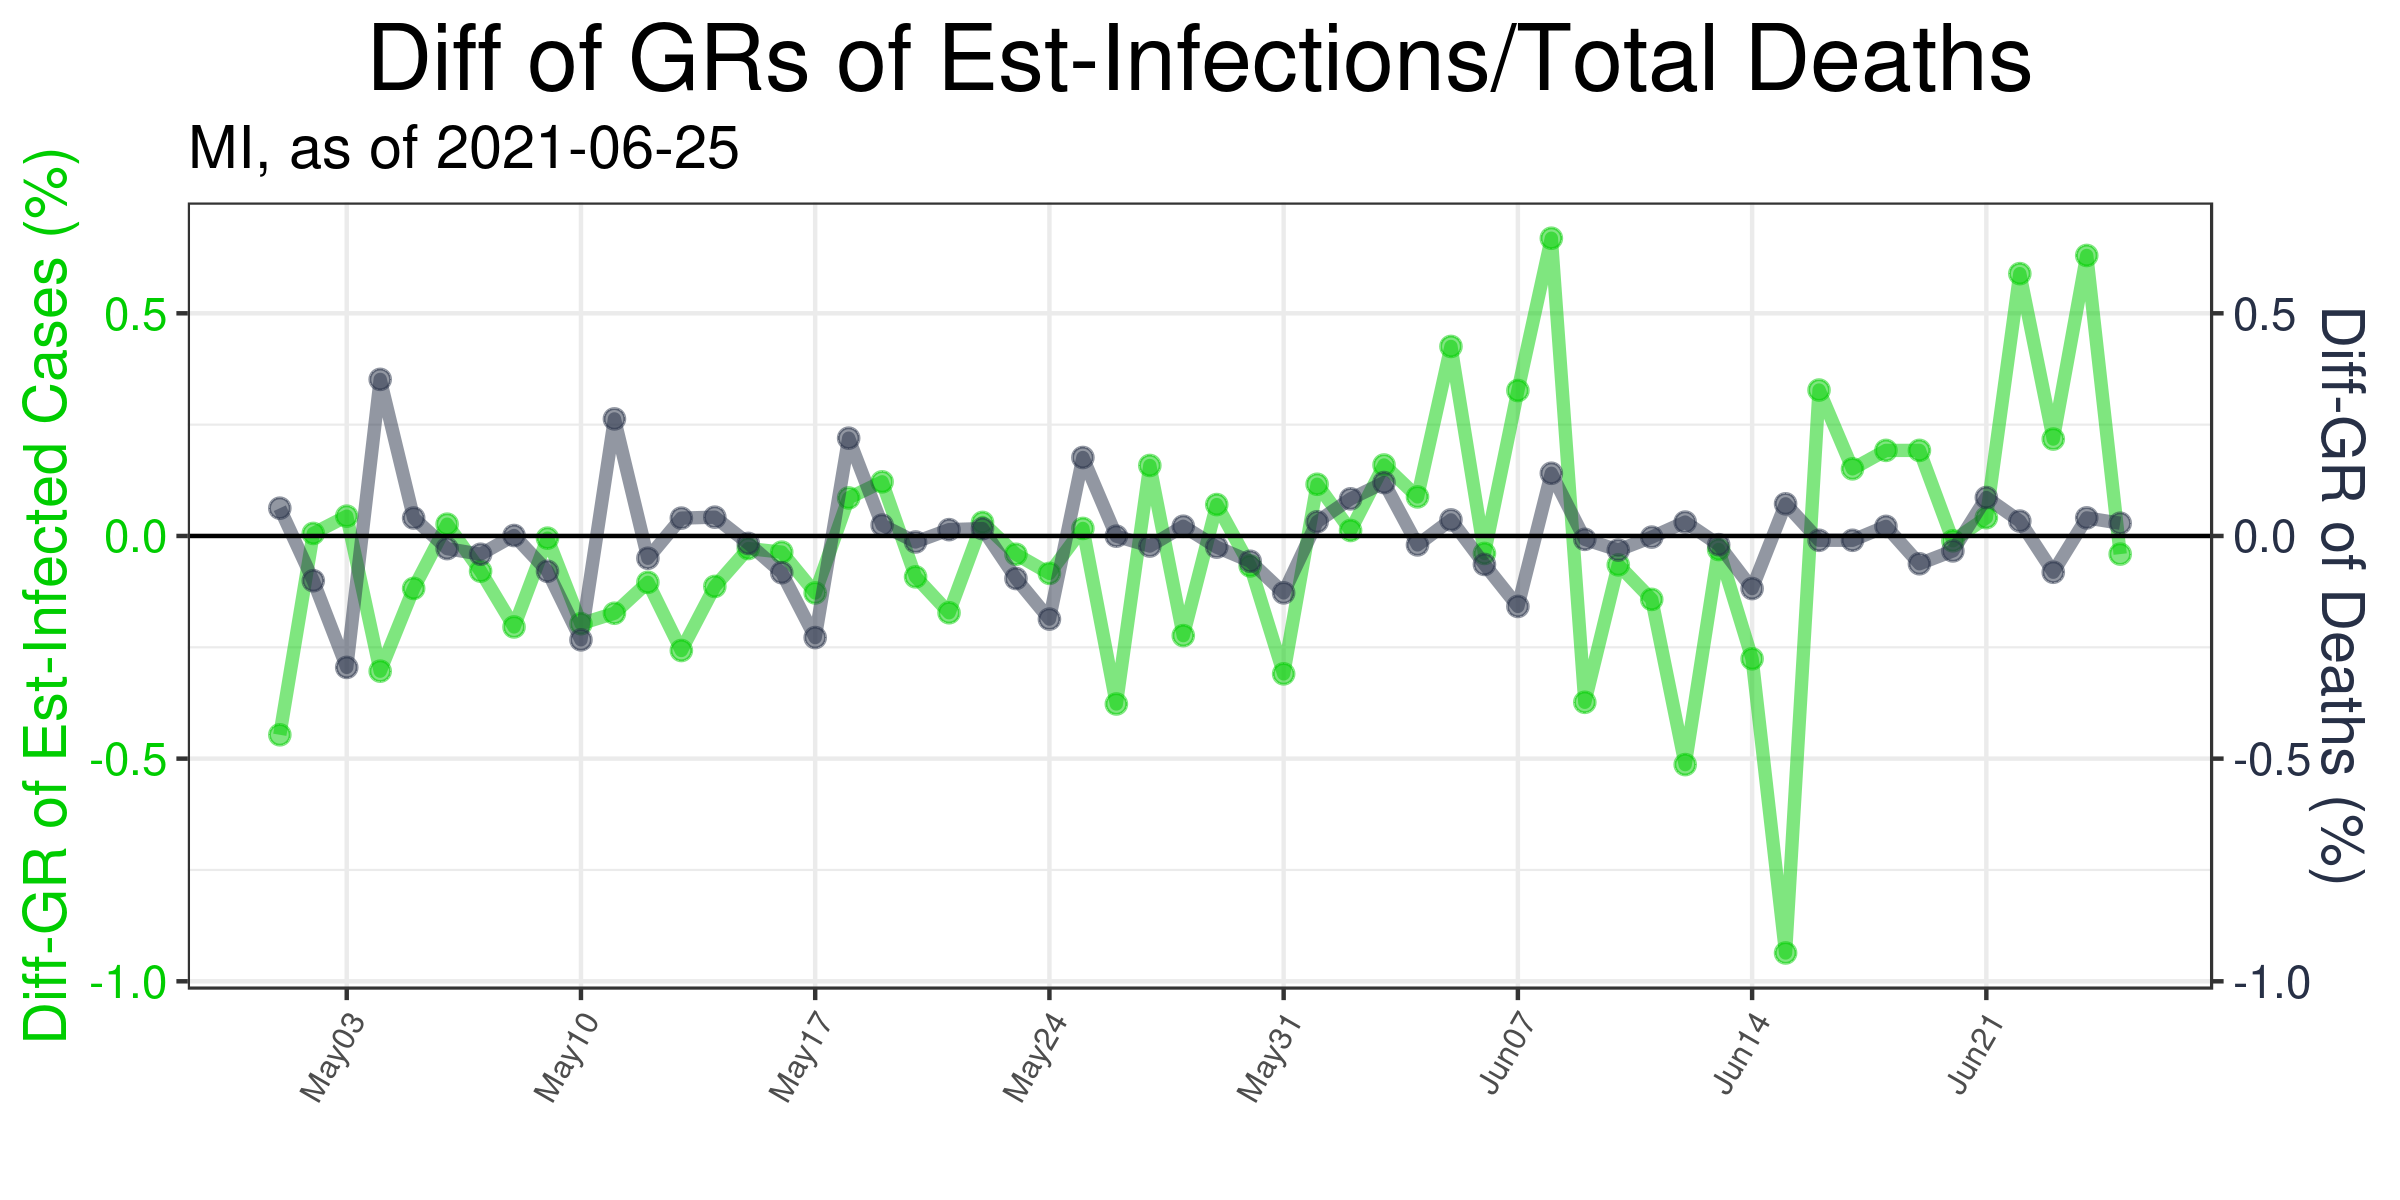 Diff of GRs of Est-Infections/Total Deaths
MI, as of 2021-06-25
Diff-GR of Est-Infected Cases (%)
0.5
0.0
-0.5
-1.0
0.5
0.0
-0.5
-1.0
Diff-GR of Deaths (%)
May03
May10
May17
May24
May31
Jun07
Jun14
Jun21